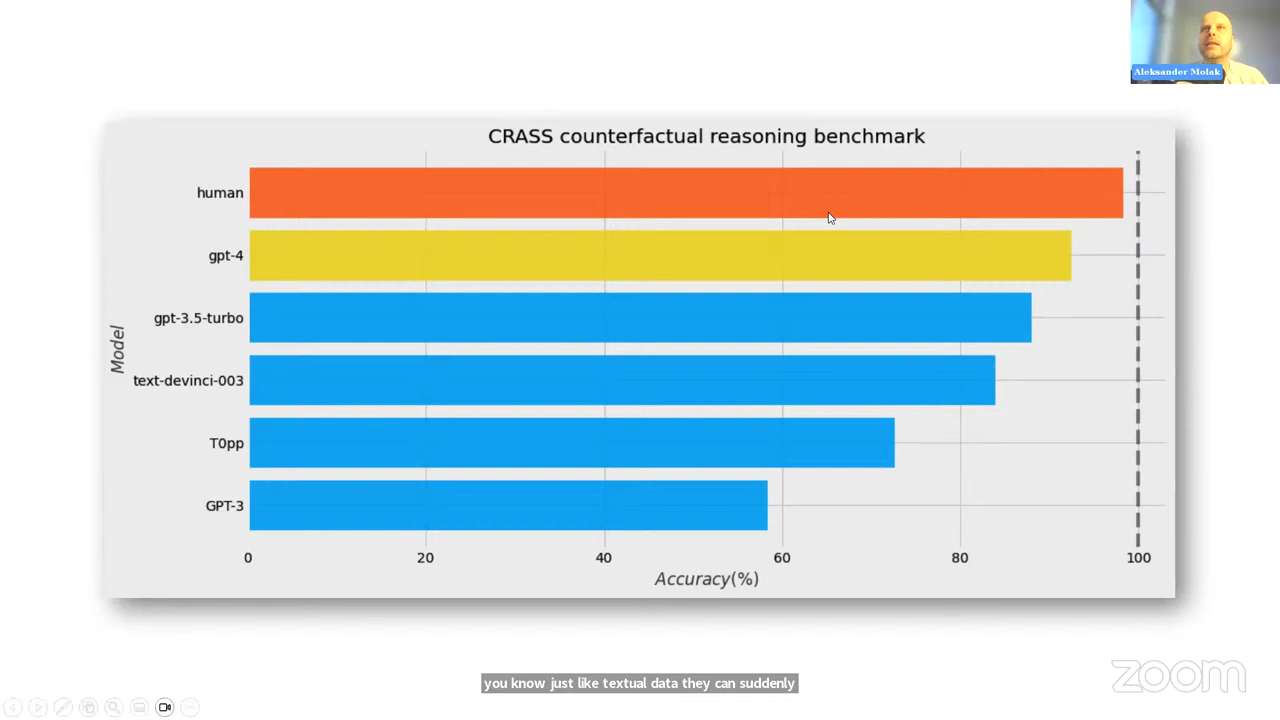 Aleksander Molak
CRASS counterfactual reasoning benchmark
human
gpt-4
gpt-3.5-turbo
text-devinci-003
T0pp
GPT-3
Model
0 20 40 60 80 100
Accuracy(%)
you know just like textual data they can suddenly
zoom